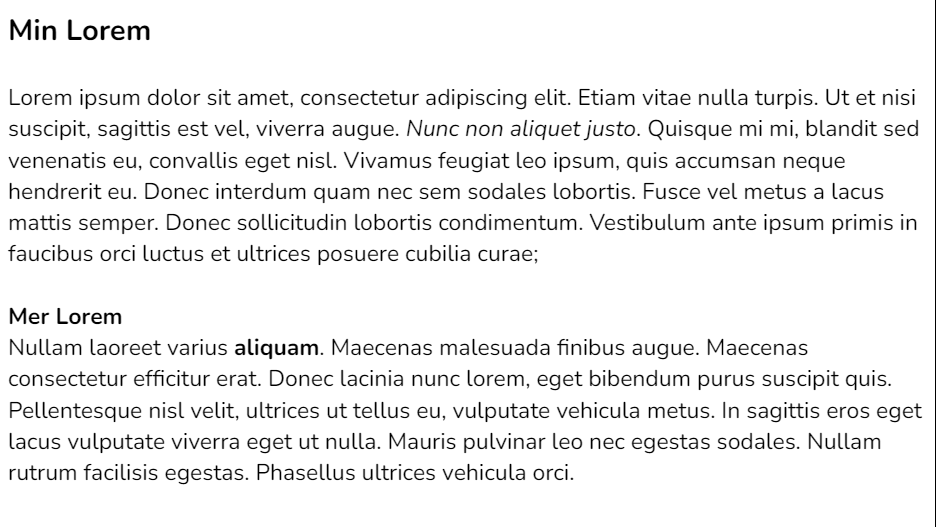 Min Lorem
Lorem ipsum dolor sit amet, consectetur adipiscing elit. Etiam vitae nulla turpis. Ut et nisi
suscipit, sagittis est vel, viverra augue. Nunc non aliquet justo. Quisque mi mi, blandit sed
venenatis eu, convallis eget nisl. Vivamus feugiat leo ipsum, quis accumsan neque
hendrerit eu. Donec interdum quam nec sem sodales lobortis. Fusce vel metus a lacus
mattis semper. Donec sollicitudin lobortis condimentum. Vestibulum ante ipsum primis in
faucibus orci luctus et ultrices posuere cubilia curae;
Mer Lorem
Nullam laoreet varius aliquam. Maecenas malesuada finibus augue. Maecenas
consectetur efficitur erat. Donec lacinia nunc lorem, eget bibendum purus suscipit quis.
Pellentesque nisl velit, ultrices ut tellus eu, vulputate vehicula metus. In sagittis eros eget
lacus vulputate viverra eget ut nulla. Mauris pulvinar leo nec egestas sodales. Nullam
rutrum facilisis egestas. Phasellus ultrices vehicula orci.